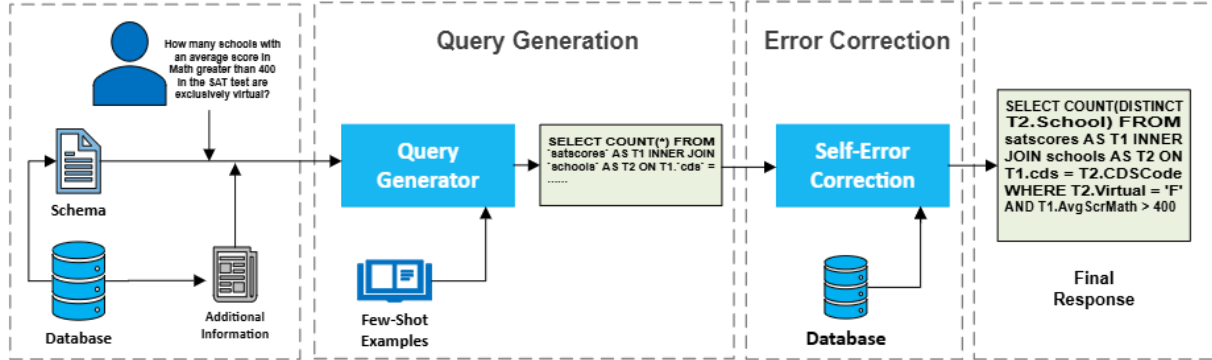 How many schools with
an average score in
Math greater than 400
in the SAT test are
exclusively virtual?
Schema
Database
Additional
Information
Query Generation
Query
Generator
Few-Shot
Examples
SELECT COUNT(*) FROM
`satscores` AS T1 INNER JOIN
`schools` AS T2 ON T1.`cds` =
......
Error Correction
Self-Error
Correction
Database
SELECT COUNT(DISTINCT
T2.School) FROM
satscores AS T1 INNER
JOIN schools AS T2 ON
T1.cds = T2.CDSCode
WHERE T2.Virtual = 'F'
AND T1.AvgScrMath > 400
Final
Response